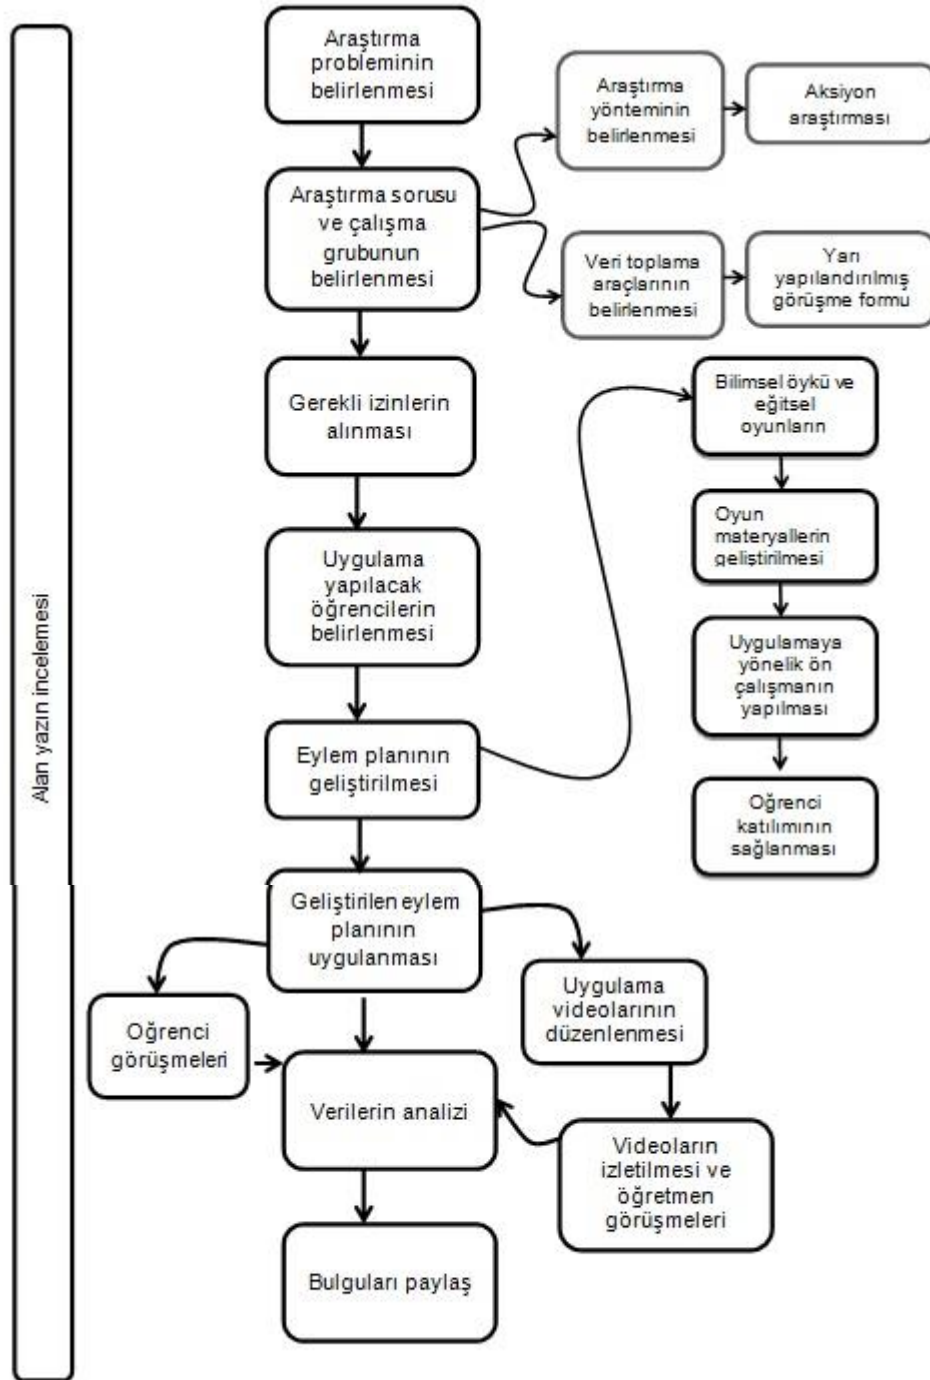 Alan yazın incelemesi
Araştırma
probleminin
belirlenmesi
Araştırma sorusu
ve çalışma
grubunun
belirlenmesi
Araştırma
yönteminin
belirlenmesi
Aksiyon
araştırması
Veri toplama
araçlarının
belirlenmesi
Yarı
yapılandırılmış
görüşme formu
Gerekli izinlerin
alınması
Uygulama
yapılacak
öğrencilerin
belirlenmesi
Eylem planının
geliştirilmesi
Bilimsel öykü ve
eğitsel
oyunların
Oyun
materyallerin
geliştirilmesi
Uygulamaya
yönelik ön
çalışmanın
yapılması
Oğrenci
katılımının
sağlanması
Geliştirilen eylem
planının
uygulanması
Oğrenci
görüşmeleri
Uygulama
videolarının
düzenlenmesi
Videoların
izletilmesi ve
öğretmen
görüşmeleri
Verilerin analizi
Bulguları paylaş